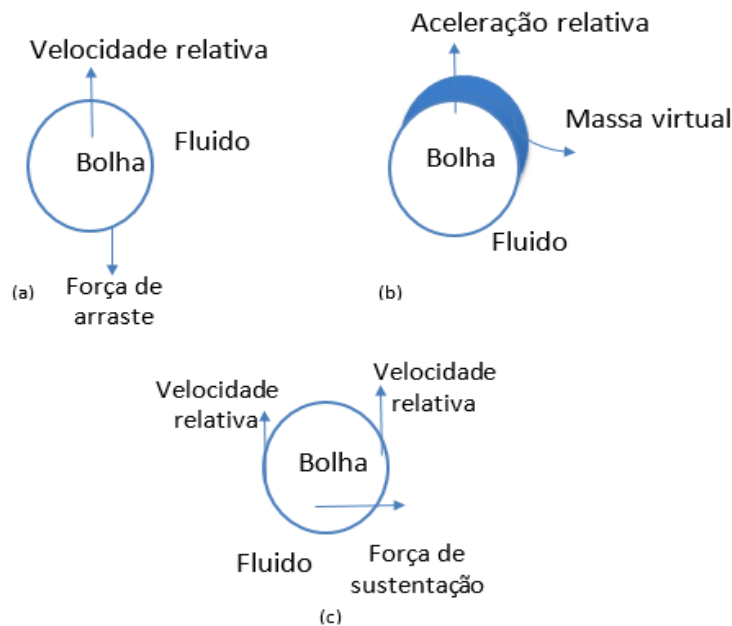 Velocidade relativa
Fluido
Bolha
Força de
arraste
(a)
Aceleração relativa
Massa virtual
Bolha
Fluido
(b)
Velocidade
relativa
Velocidade
relativa
Bolha
Fluido
Força de
sustentação
(c)